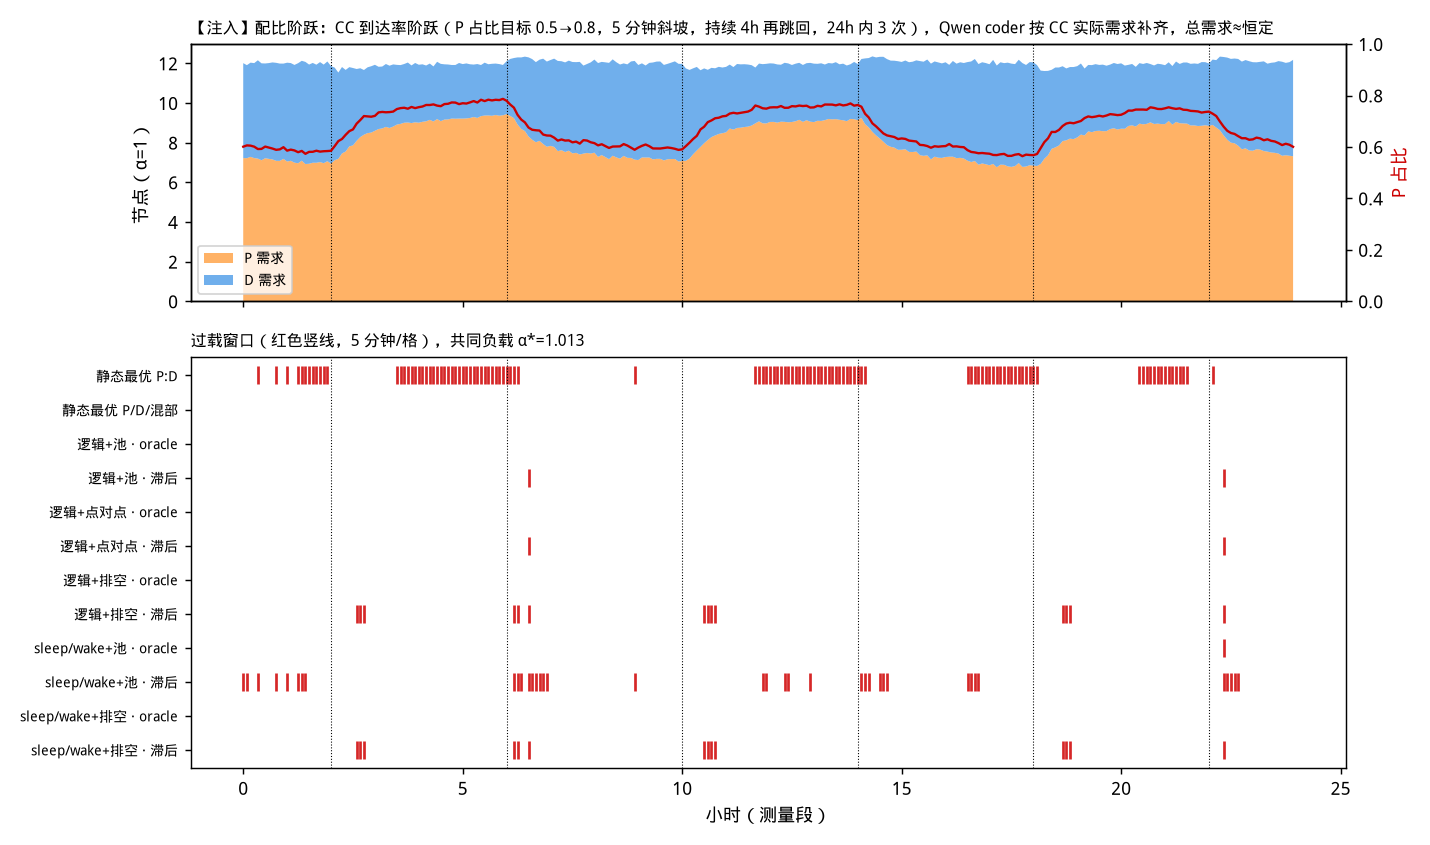 【注入】配比阶跃：CC 到达率阶跃（P 占比目标 0.5→0.8，5 分钟斜坡，持续 4h 再跳回，24h 内 3 次），Qwen coder 按 CC 实际需求补齐，总需求≈恒定
12
10
8
6
4
2
0
节点（α=1）
1.0
0.8
0.6
0.4
0.2
0.0
P 占比
P 需求
D 需求
过载窗口（红色竖线，5 分钟/格），共同负载 α*=1.013
静态最优 P:D
静态最优 P/D/混部
逻辑+池 · oracle
逻辑+池 · 滞后
逻辑+点对点 · oracle
逻辑+点对点 · 滞后
逻辑+排空 · oracle
逻辑+排空 · 滞后
sleep/wake+池 · oracle
sleep/wake+池 · 滞后
sleep/wake+排空 · oracle
sleep/wake+排空 · 滞后
0 5 10 15 20 25
小时（测量段）